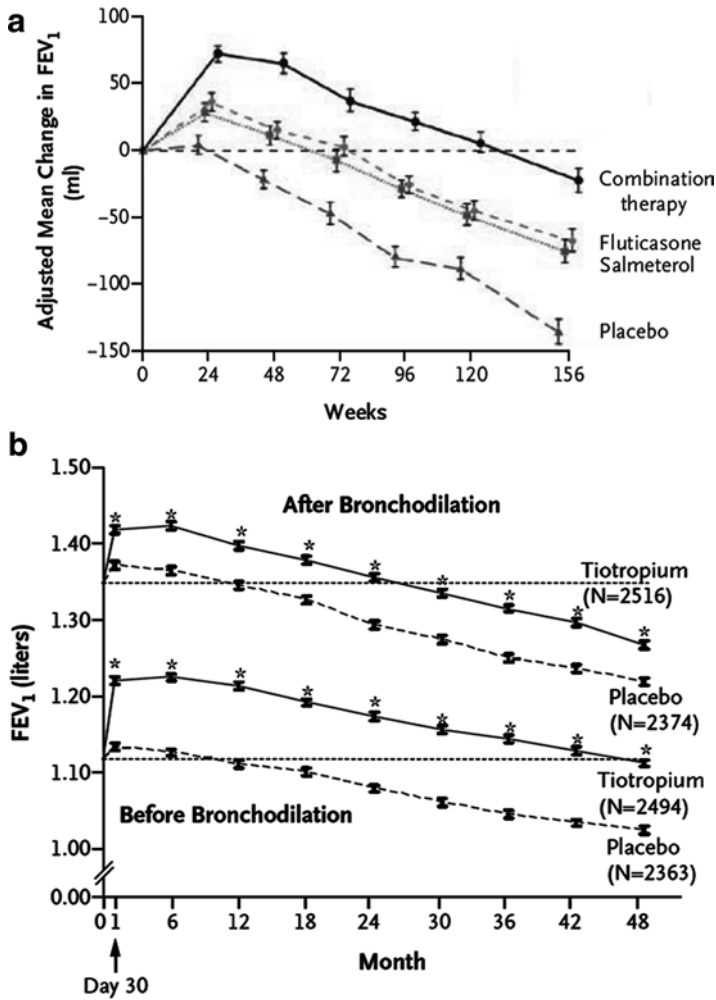 a
100
50
0
−50
−100
−150
Adjusted Mean Change in FEV1
(ml)
Combination
therapy
Fluticasone
Salmeterol
Placebo
0 24 48 72 96 120 156
Weeks
b
1.50
1.40
1.30
1.20
1.10
1.00
0.00
FEV1 (liters)
After Bronchodilation
* * * * * * * * *
Tiotropium
(N=2516)
Placebo
(N=2374)
* * * * * * * * *
Tiotropium
(N=2494)
Before Bronchodilation
Placebo
(N=2363)
0 1 6 12 18 24 30 36 42 48
Day 30
Month